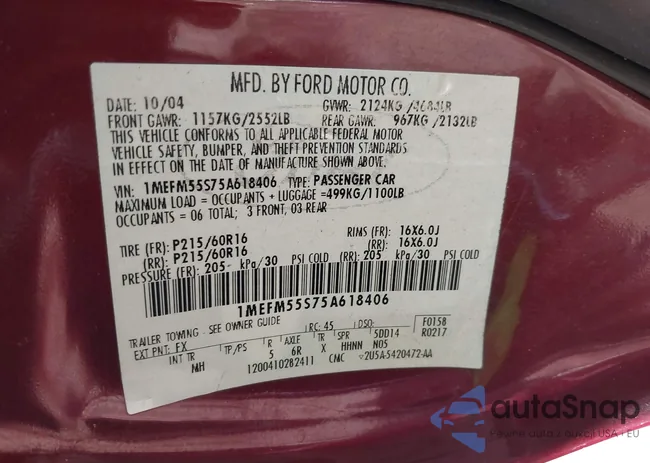 MFD. BY FORD MOTOR CO.
DATE: 10/04 GVWR: 2124KG /4684LB
FRONT GAWR: 1157KG/2552LB REAR GAWR: 967KG /2132LB
THIS VEHICLE CONFORMS TO ALL APPLICABLE FEDERAL MOTOR
VEHICLE SAFETY, BUMPER, AND THEFT PREVENTION STANDARDS
IN EFFECT ON THE DATE OF MANUFACTURE SHOWN ABOVE.
VIN: 1MEFM55S75A618406 TYPE: PASSENGER CAR
MAXIMUM LOAD = OCCUPANTS + LUGGAGE =499KG/1100LB
OCCUPANTS = 06 TOTAL; 3 FRONT, 03 REAR
TIRE (FR): P215/60R16 RIMS (FR): 16X6.0J
(RR): P215/60R16 (RR): 16X6.0J
PRESSURE (FR): 205 kPa/30 PSI COLD (RR): 205 kPa/30 PSI COLD
1MEFM55S75A618406
TRAILER TOWING - SEE OWNER GUIDE RC: 45 DSO: F0158
EXT PNT: FX 5DD14 R0217
INT TR TP/PS R AXLE TR SPR N05
MH 5 6R X HHNN
1200410282411 CMC ▽2U5A-5420472-AA
autoSnap
USA EU